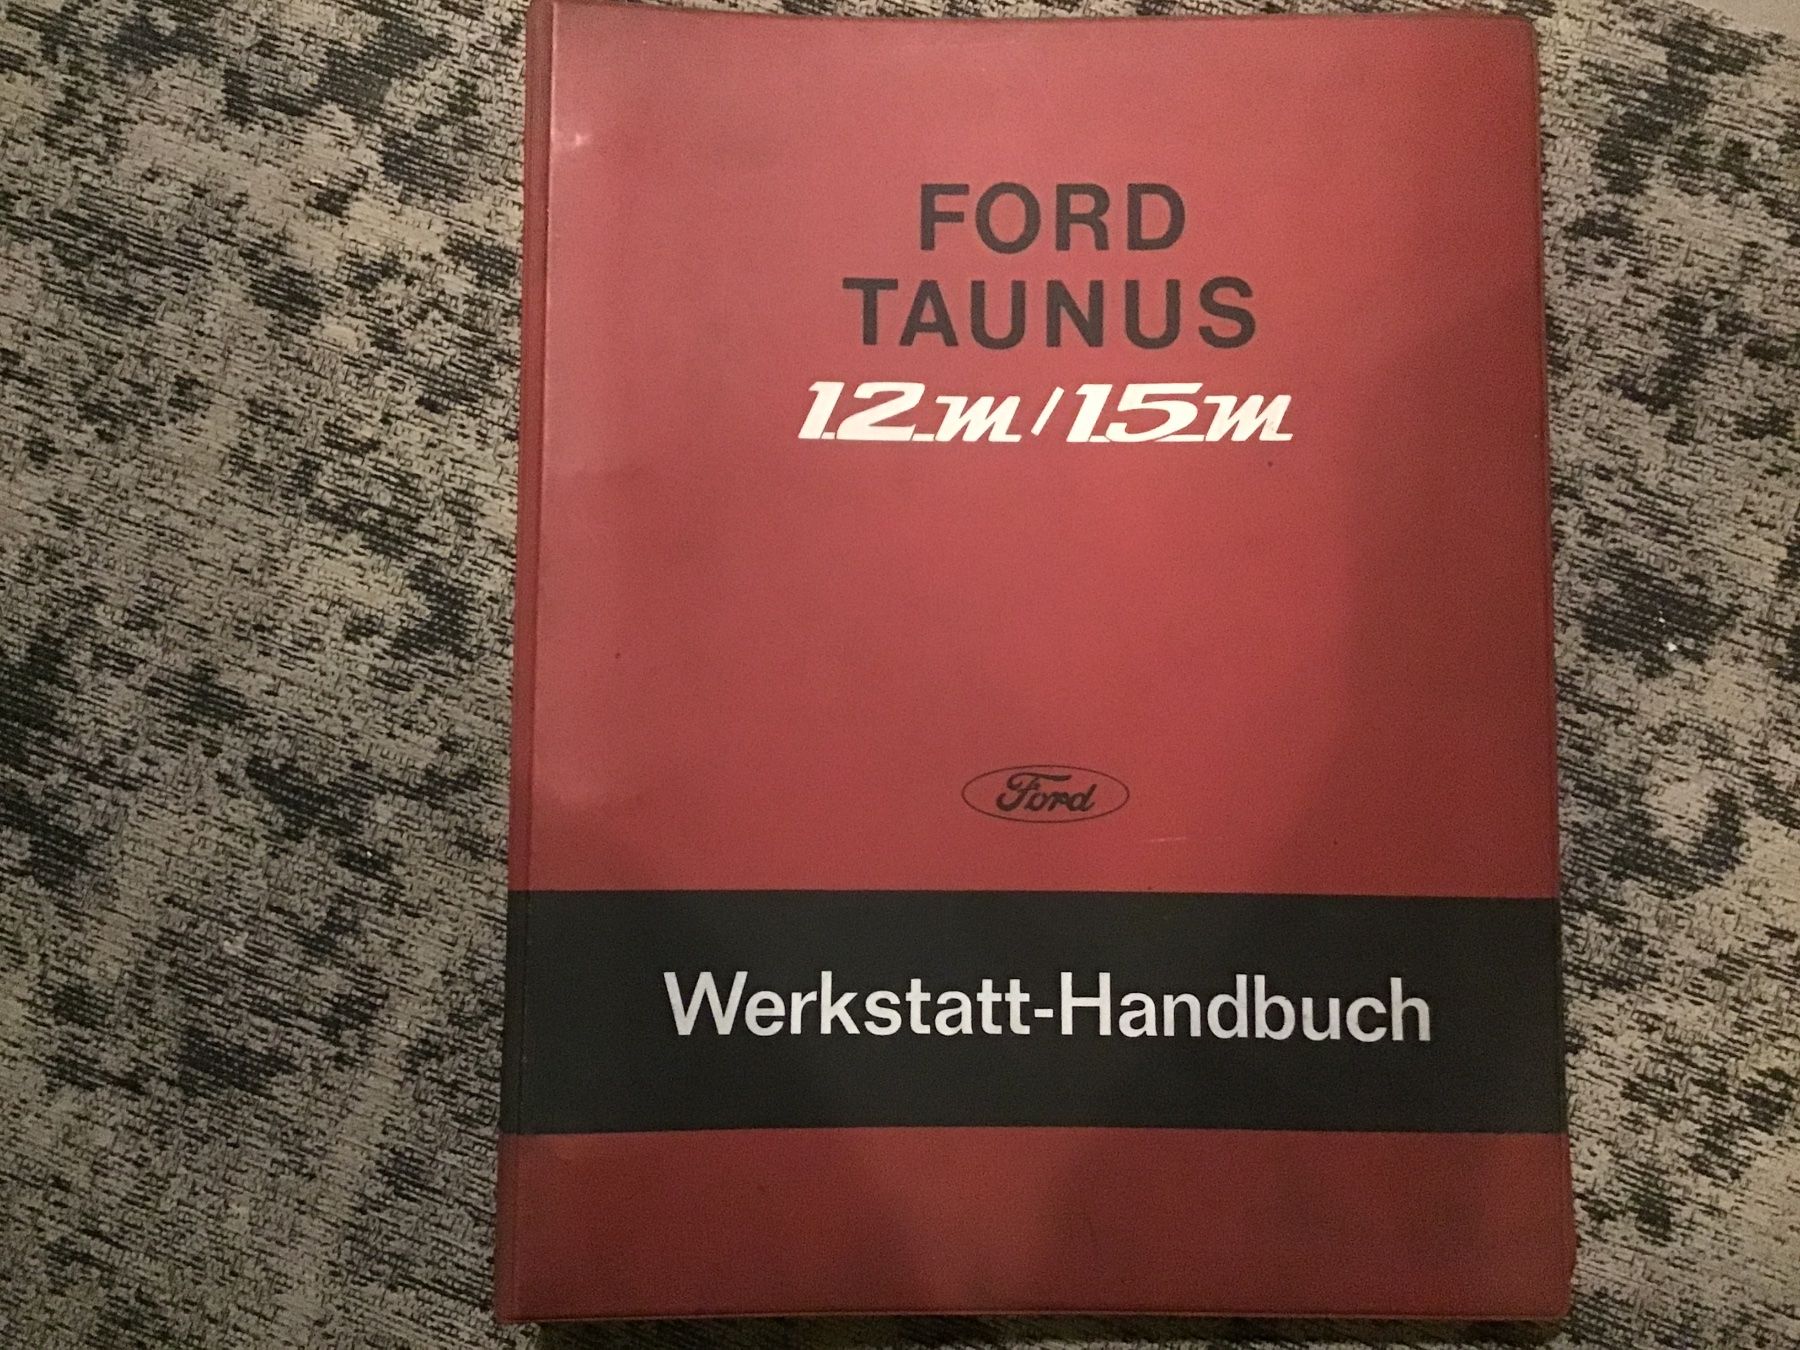 FORD
TAUNUS
12m/15m
Ford
Werkstatt-Handbuch